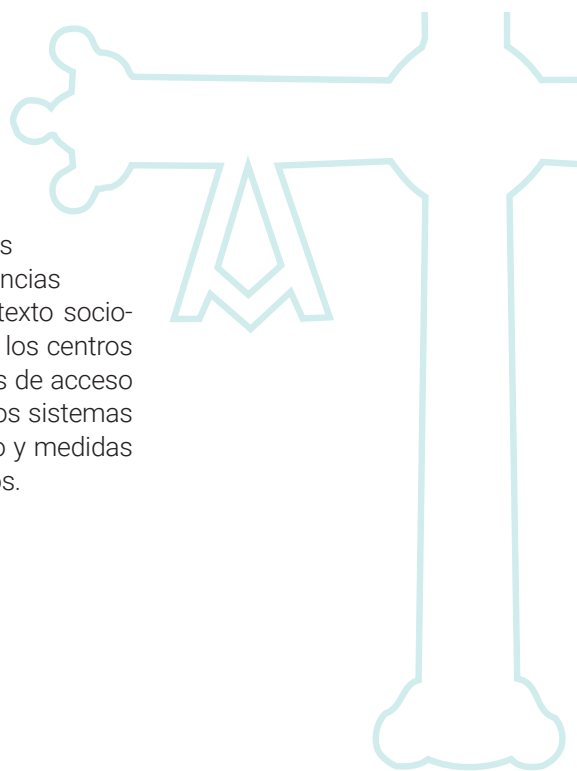 s
ncias
texto socio-
los centros
s de acceso
os sistemas
o y medidas
os.